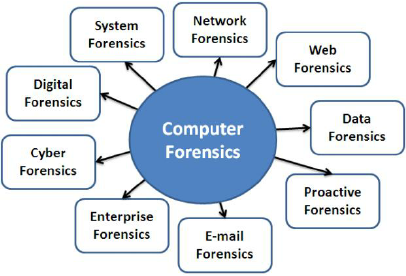 System
Forensics
Network
Forensics
Web
Forensics
Digital
Forensics
Data
Forensics
Computer
Forensics
Cyber
Forensics
Proactive
Forensics
Enterprise
Forensics
E-mail
Forensics